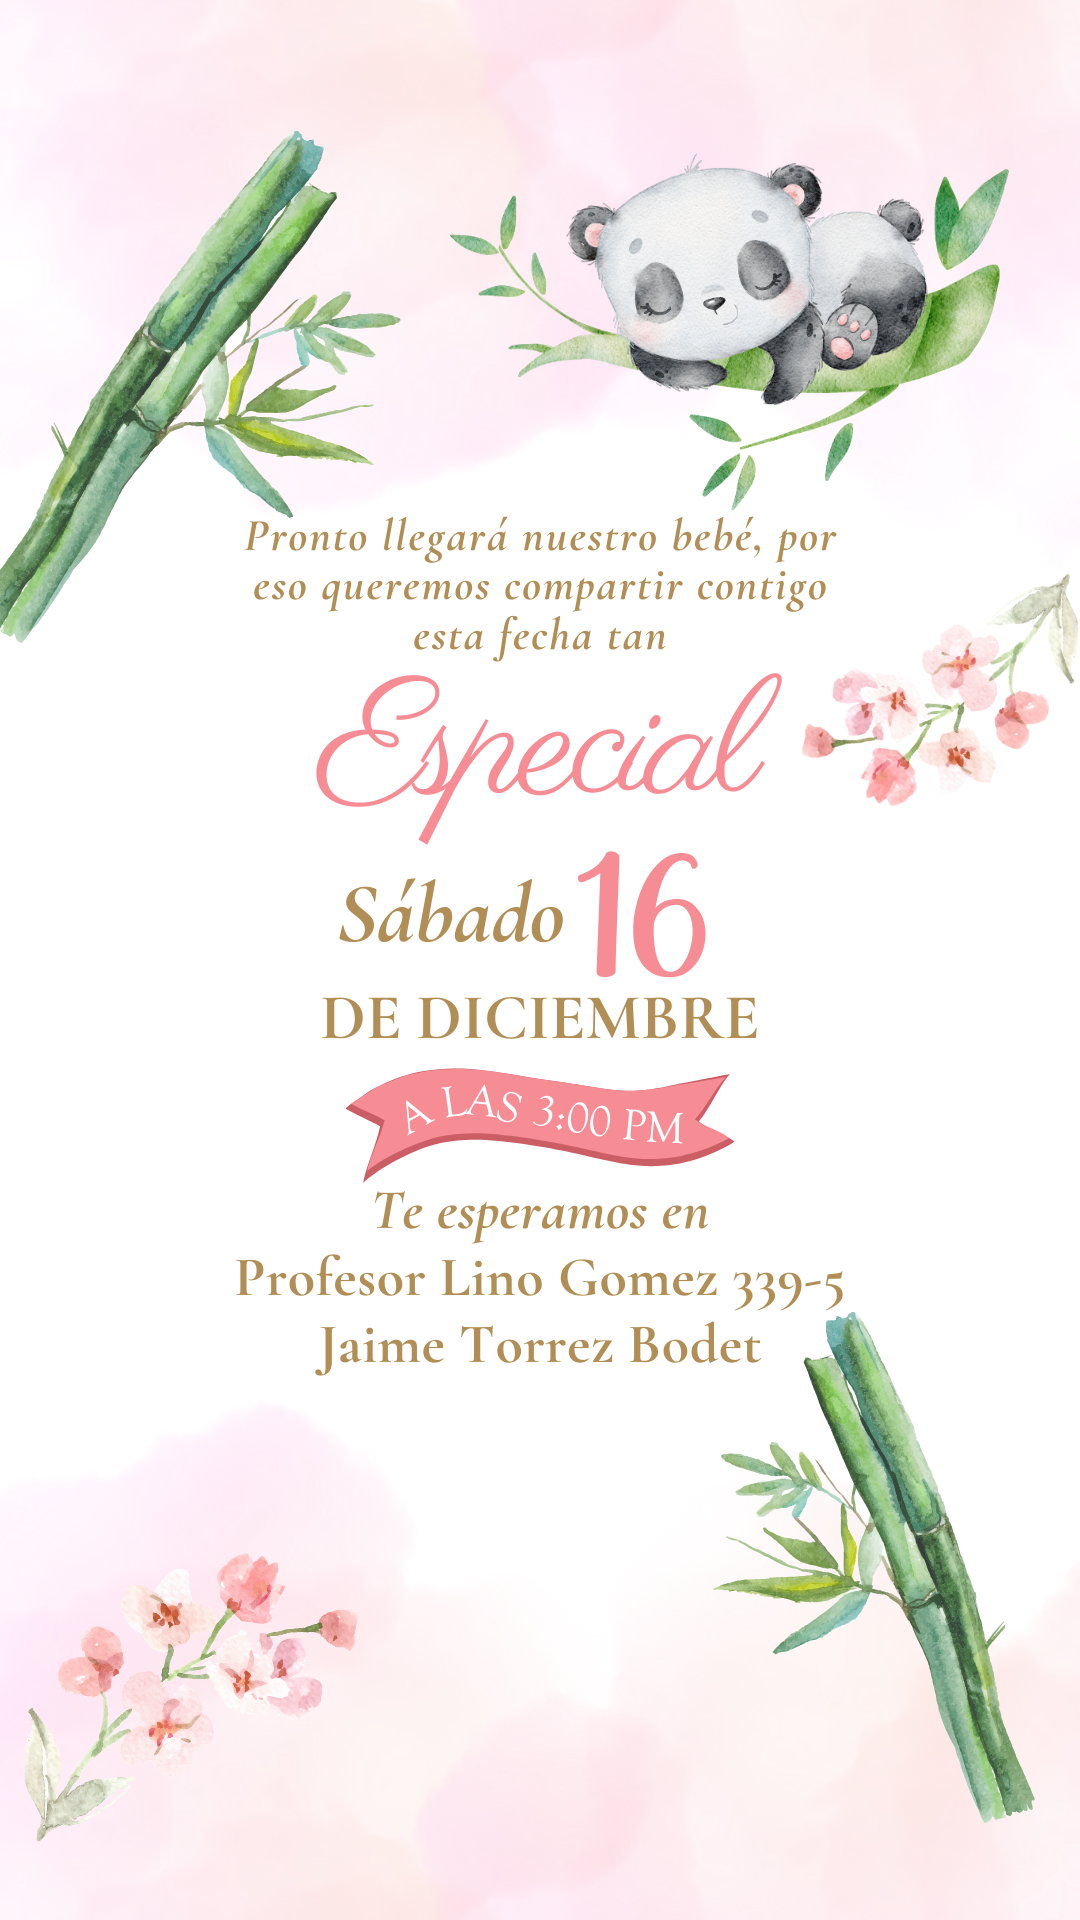 Pronto llegará nuestro bebé, por
eso queremos compartir contigo
esta fecha tan
Especial
Sábado 16
DE DICIEMBRE
A LAS 3:00 PM
Te esperamos en
Profesor Lino Gomez 339-5
Jaime Torrez Bodet